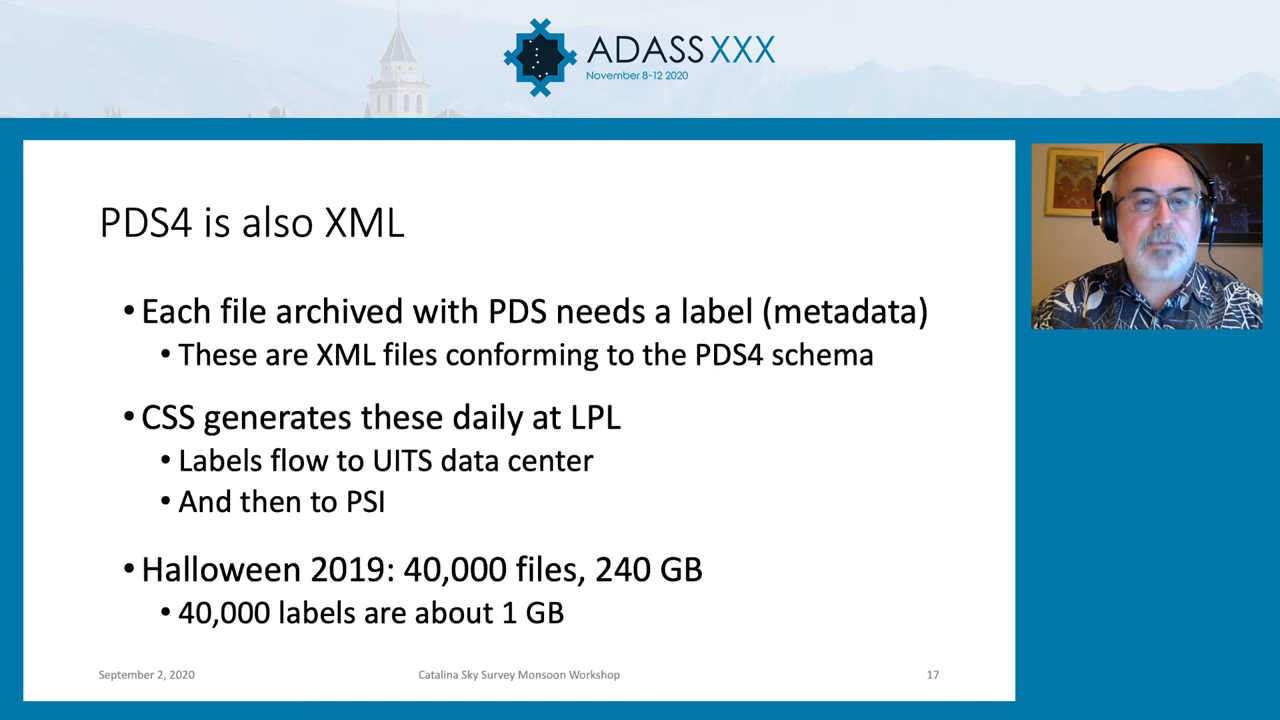 ADASS XXX
November 8-12 2020
PDS4 is also XML
• Each file archived with PDS needs a label (metadata)
• These are XML files conforming to the PDS4 schema
• CSS generates these daily at LPL
• Labels flow to UITS data center
• And then to PSI
• Halloween 2019: 40,000 files, 240 GB
• 40,000 labels are about 1 GB
September 2, 2020
Catalina Sky Survey Monsoon Workshop
17